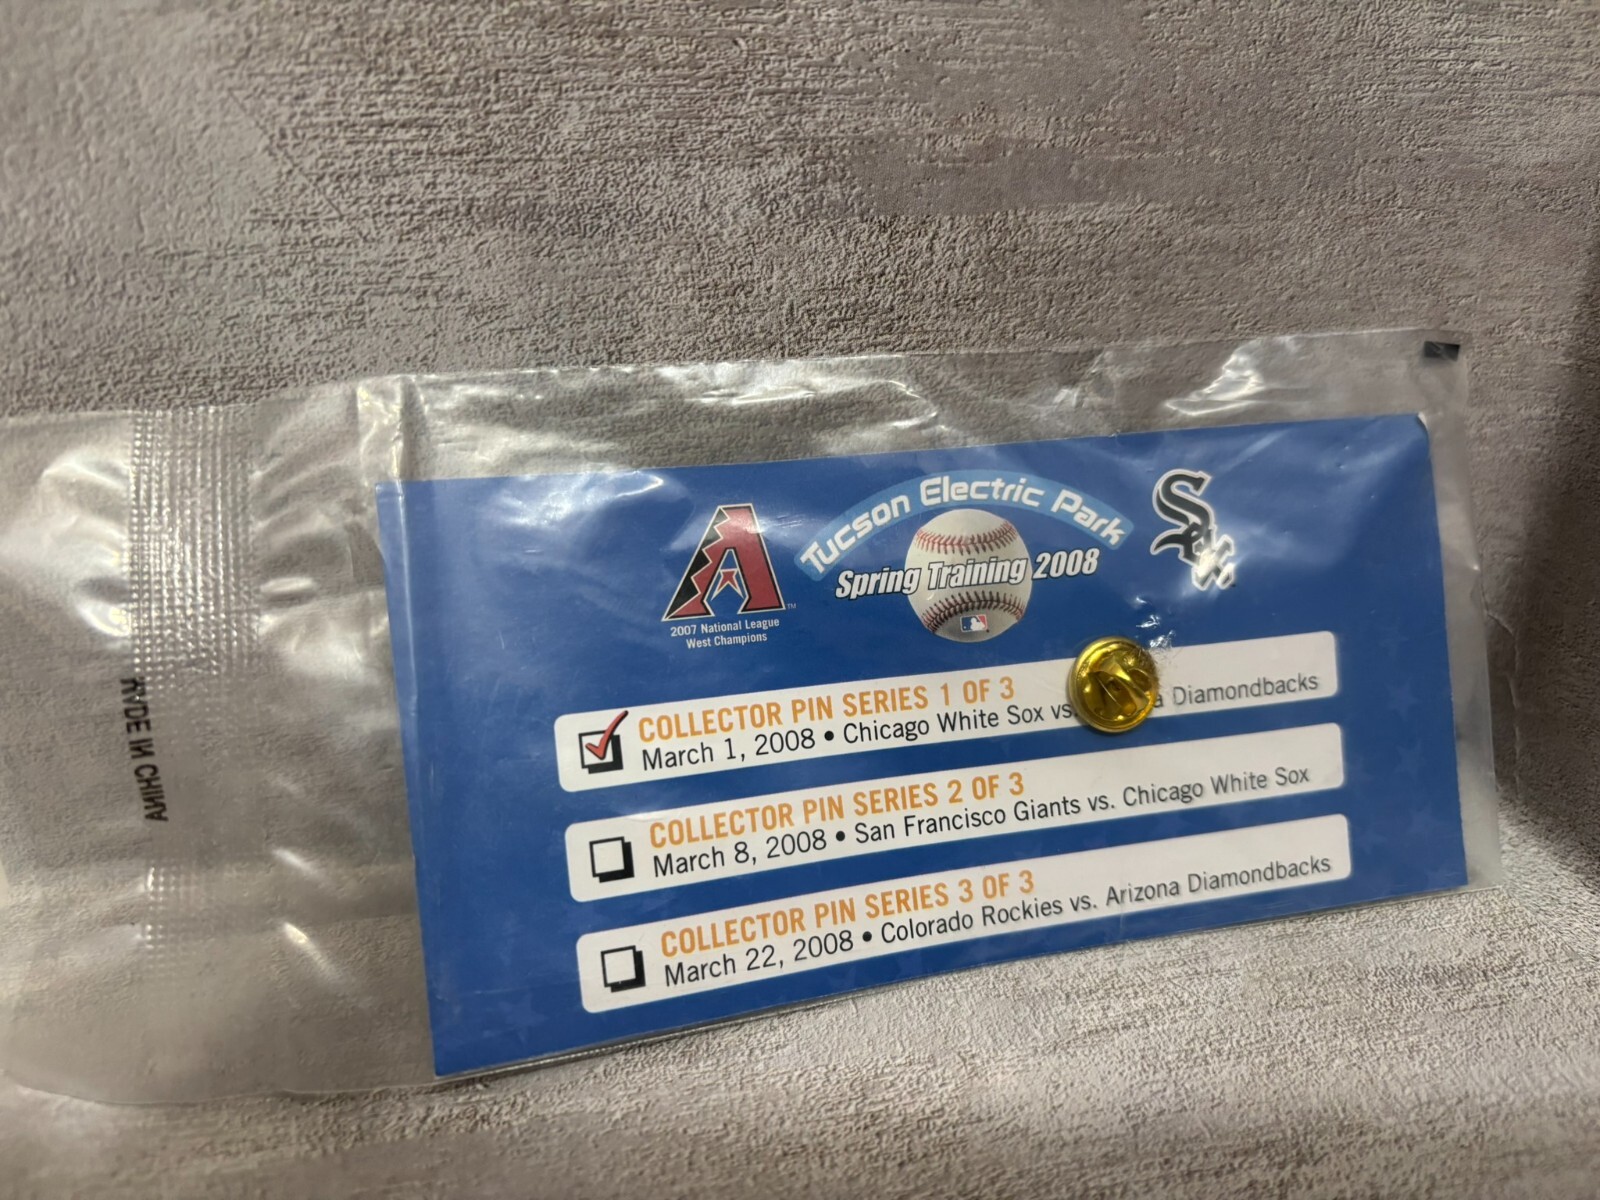 Tucson Electric Park
Spring Training 2008
A
TM
2007 National League
West Champions
Sox
COLLECTOR PIN SERIES 1 OF 3
March 1, 2008 • Chicago White Sox vs. Diamondbacks
COLLECTOR PIN SERIES 2 OF 3
March 8, 2008 • San Francisco Giants vs. Chicago White Sox
COLLECTOR PIN SERIES 3 OF 3
March 22, 2008 • Colorado Rockies vs. Arizona Diamondbacks
MADE IN CHINA